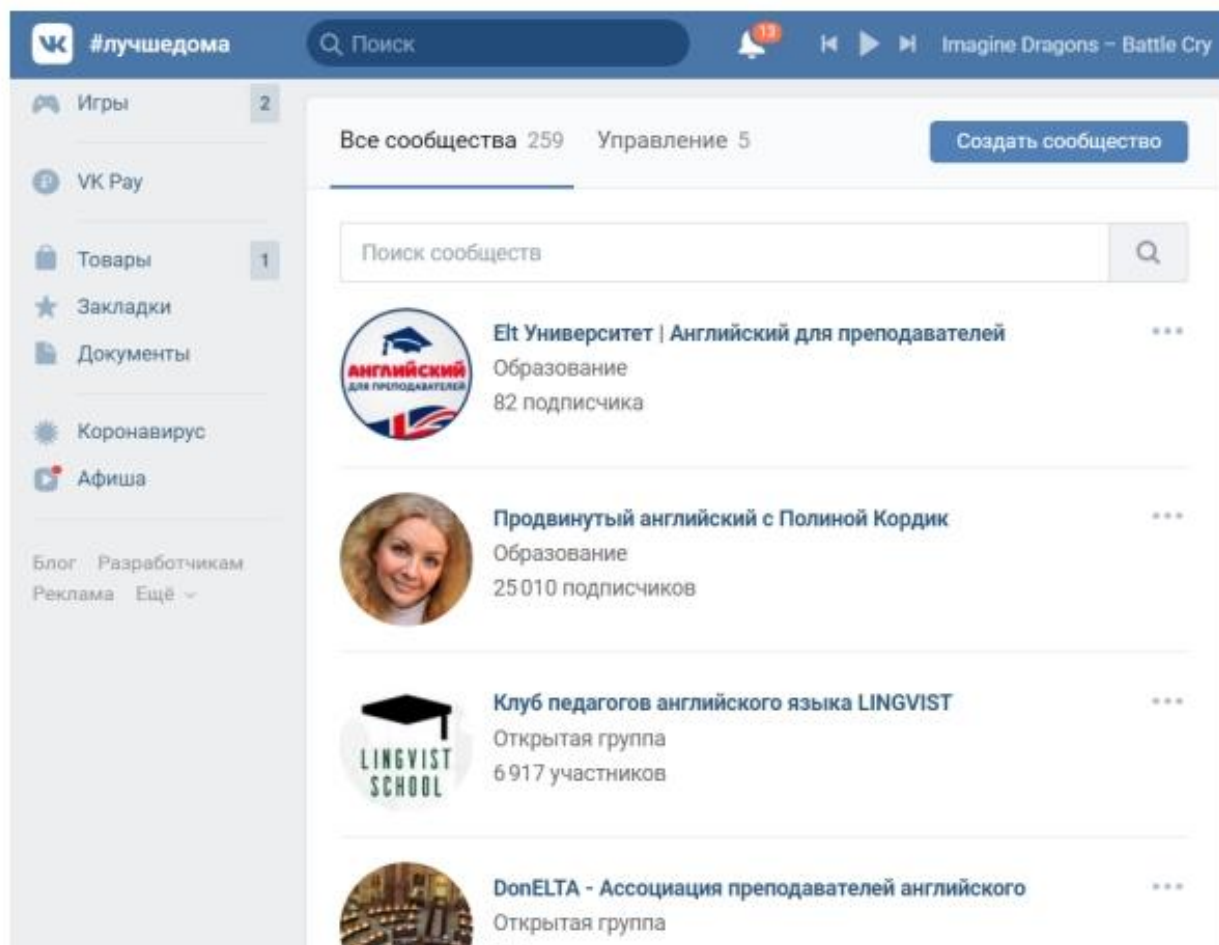 #лучшедома
Поиск
13
Imagine Dragons – Battle Cry
Игры 2
VK Pay
Товары 1
Закладки
Документы
Коронавирус
Афиша
Блог Разработчикам
Реклама Ещё
Все сообщества 259 Управление 5 Создать сообщество
Поиск сообществ
АНГЛИЙСКИЙ
ДЛЯ ПРЕПОДАВАТЕЛЕЙ
Elt Университет | Английский для преподавателей
Образование
82 подписчика
Продвинутый английский с Полиной Кордик
Образование
25 010 подписчиков
LINGVIST
SCHOOL
Клуб педагогов английского языка LINGVIST
Открытая группа
6 917 участников
DonELTA - Ассоциация преподавателей английского
Открытая группа